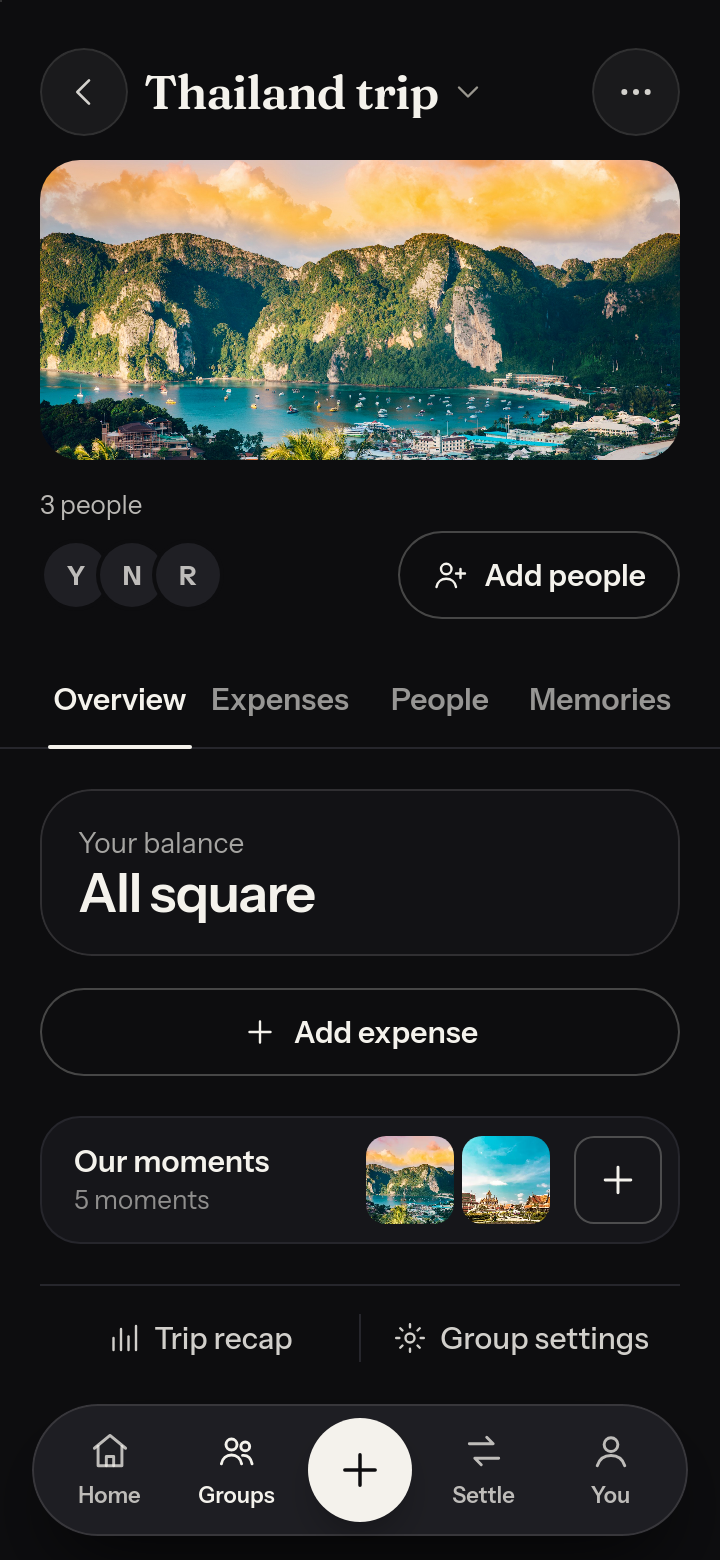 Thailand trip
3 people
Y N R
Add people
Overview Expenses People Memories
Your balance
All square
Add expense
Our moments
5 moments
Trip recap
Group settings
Home Groups Settle You